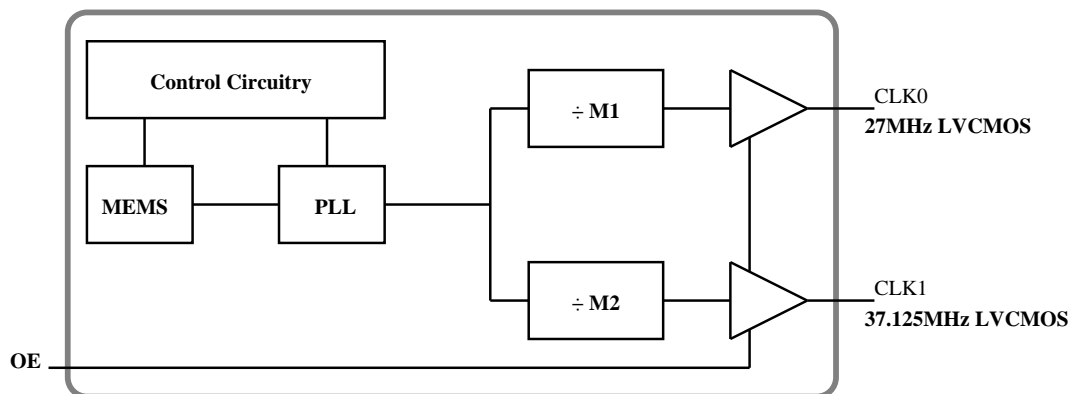 Control Circuitry
MEMS
PLL
÷ M1
÷ M2
CLK0
27MHz LVCMOS
CLK1
37.125MHz LVCMOS
OE